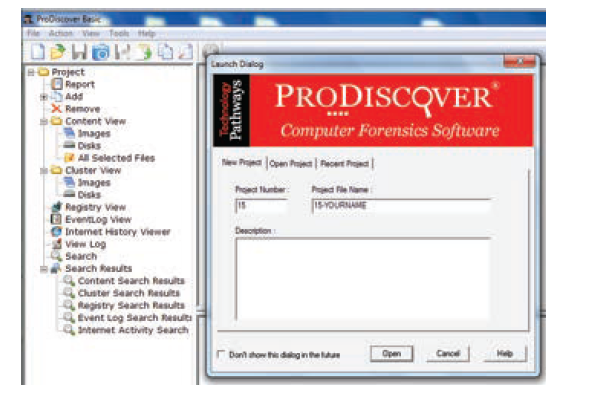 ProDiscover Basic
File Action View Tools Help
Project
Report
Add
Remove
Content View
Images
Disks
All Selected Files
Cluster View
Images
Disks
Registry View
EventLog View
Internet History Viewer
View Log
Search
Search Results
Content Search Results
Cluster Search Results
Registry Search Results
Event Log Search Results
Internet Activity Search
Launch Dialog
Technology
Pathways
PRODISCOVER®
Computer Forensics Software
New Project Open Project Recent Project
Project Number : Project File Name :
15 15-YOURNAME
Description :
Don't show this dialog in the future Open Cancel Help